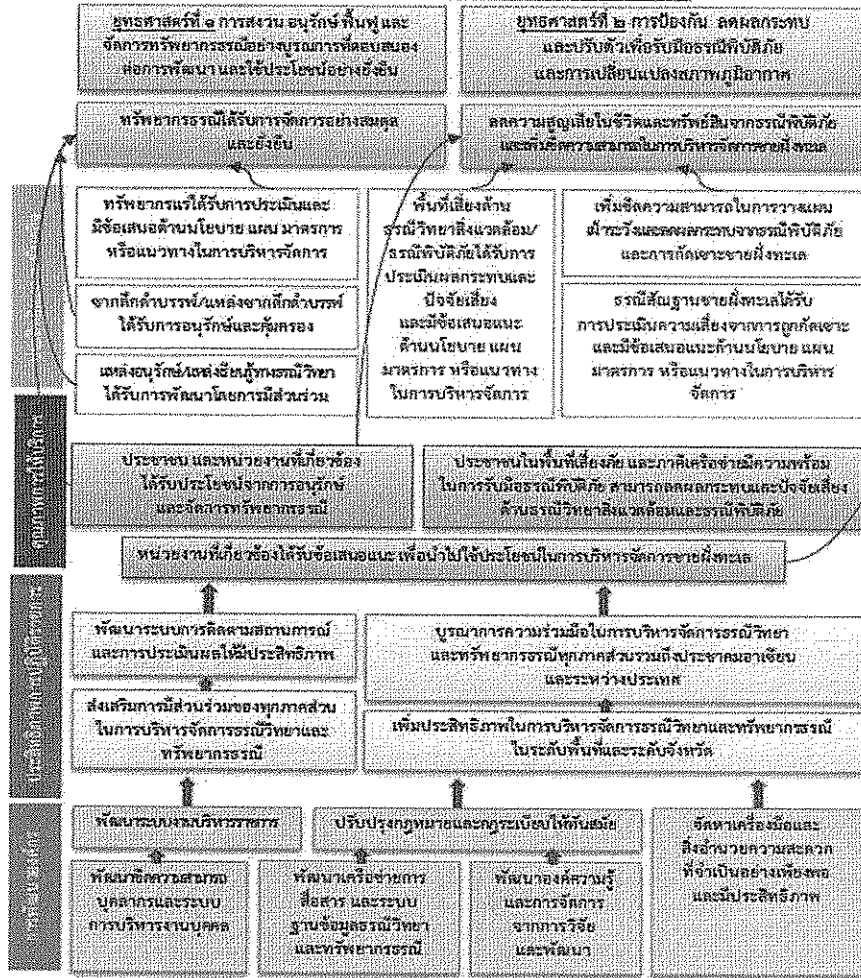 ยุทธศาสตร์ที่ ๑ การสงวน อนุรักษ์ ฟื้นฟู และ
จัดการทรัพยากรธรณีอย่างบูรณาการที่ตอบสนอง
ต่อการพัฒนา และใช้ประโยชน์อย่างยั่งยืน
ยุทธศาสตร์ที่ ๒ การป้องกัน ลดผลกระทบ
และปรับตัวเพื่อรับมือธรณีพิบัติภัย
และการเปลี่ยนแปลงสภาพภูมิอากาศ
ทรัพยากรธรณีได้รับการจัดการอย่างสมดุล
และยั่งยืน
ลดความสูญเสียในชีวิตและทรัพย์สินจากธรณีพิบัติภัย
และเพิ่มขีดความสามารถในการบริหารจัดการชายฝั่งทะเล
ทรัพยากรแร่ได้รับการประเมินและ
มีข้อเสนอด้านนโยบาย แผน มาตรการ
หรือแนวทางในการบริหารจัดการ
ซากดึกดำบรรพ์/แหล่งซากดึกดำบรรพ์
ได้รับการอนุรักษ์และคุ้มครอง
แหล่งอนุรักษ์/แหล่งเรียนรู้ทางธรณีวิทยา
ได้รับการพัฒนาโดยการมีส่วนร่วม
พื้นที่เสี่ยงด้าน
ธรณีวิทยาสิ่งแวดล้อม/
ธรณีพิบัติภัยได้รับการ
ประเมินผลกระทบและ
ปัจจัยเสี่ยง
และมีข้อเสนอแนะ
ด้านนโยบาย แผน
มาตรการ หรือแนวทาง
ในการบริหารจัดการ
เพิ่มขีดความสามารถในการวางแผน
เฝ้าระวังและลดผลกระทบจากธรณีพิบัติภัย
และการกัดเซาะชายฝั่งทะเล
ธรณีสัณฐานชายฝั่งทะเลได้รับ
การประเมินความเสี่ยงจากการถูกกัดเซาะ
และมีข้อเสนอแนะด้านนโยบาย แผน
มาตรการ หรือแนวทางในการบริหาร
จัดการ
คุณภาพการให้บริการ
ประชาชน และหน่วยงานที่เกี่ยวข้อง
ได้รับประโยชน์จากการอนุรักษ์
และจัดการทรัพยากรธรณี
ประชาชนในพื้นที่เสี่ยงภัย และภาคีเครือข่ายมีความพร้อม
ในการรับมือธรณีพิบัติภัย สามารถลดผลกระทบและปัจจัยเสี่ยง
ด้านธรณีวิทยาสิ่งแวดล้อมและธรณีพิบัติภัย
หน่วยงานที่เกี่ยวข้องได้รับข้อเสนอแนะ เพื่อนำไปใช้ประโยชน์ในการบริหารจัดการชายฝั่งทะเล
พัฒนาระบบการติดตามสถานการณ์
และการประเมินผลให้มีประสิทธิภาพ
บูรณาการความร่วมมือในการบริหารจัดการธรณีวิทยา
และทรัพยากรธรณีทุกภาคส่วนรวมถึงประชาคมอาเซียน
และระหว่างประเทศ
ส่งเสริมการมีส่วนร่วมของทุกภาคส่วน
ในการบริหารจัดการธรณีวิทยาและ
ทรัพยากรธรณี
เพิ่มประสิทธิภาพในการบริหารจัดการธรณีวิทยาและทรัพยากรธรณี
ในระดับพื้นที่และระดับจังหวัด
พัฒนาระบบงานบริหารราชการ
ปรับปรุงกฎหมายและกฎระเบียบให้ทันสมัย
จัดหาเครื่องมือและ
สิ่งอำนวยความสะดวก
ที่จำเป็นอย่างเพียงพอ
และมีประสิทธิภาพ
พัฒนาขีดความสามารถ
บุคลากรและระบบ
การบริหารงานบุคคล
พัฒนาเครือข่ายการ
สื่อสาร และระบบ
ฐานข้อมูลธรณีวิทยา
และทรัพยากรธรณี
พัฒนาองค์ความรู้
และการจัดการ
จากการวิจัย
และพัฒนา